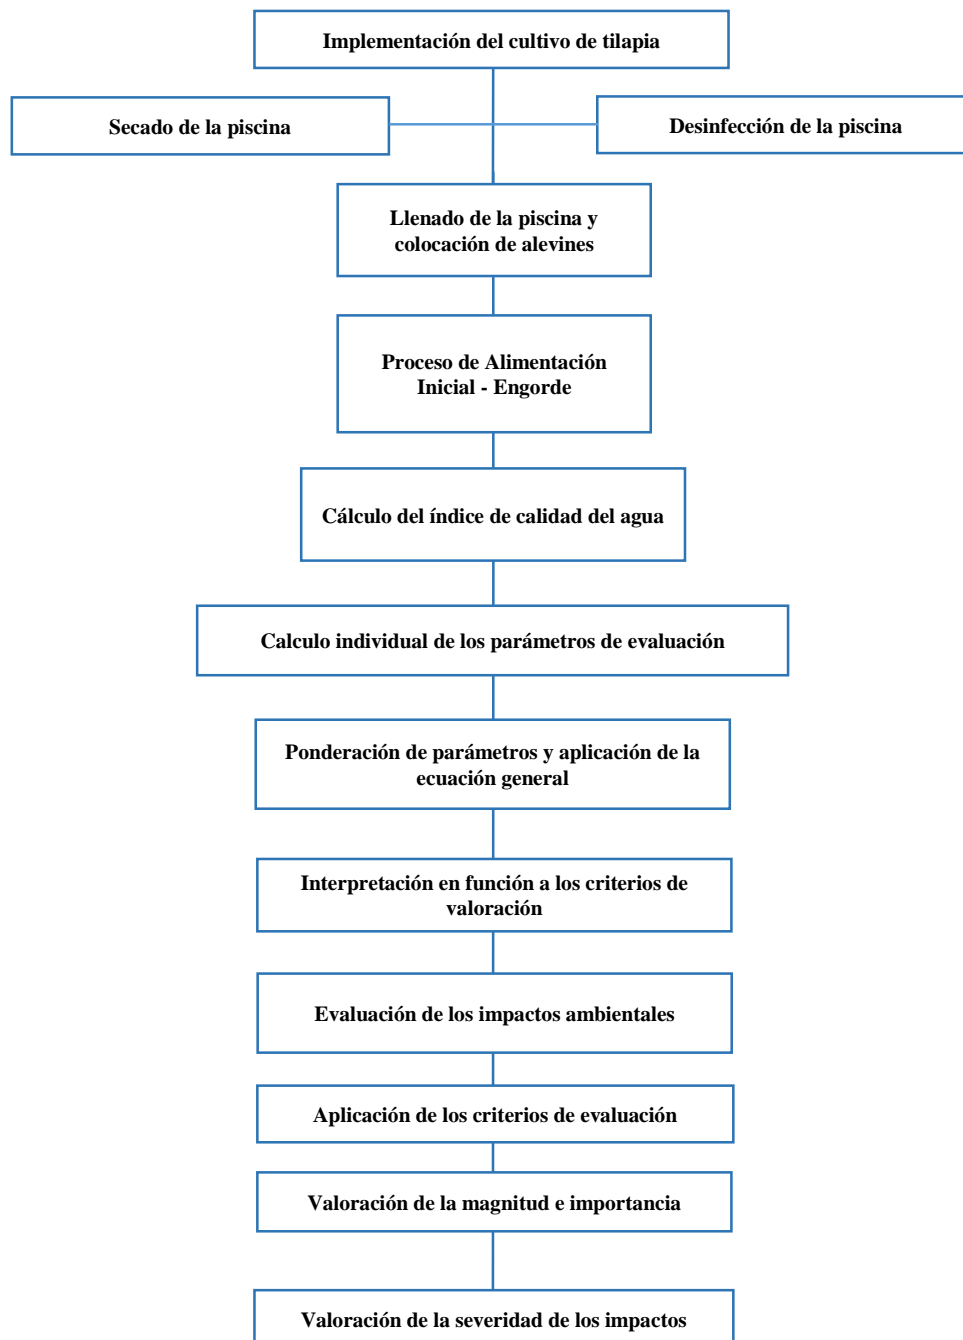 Implementación del cultivo de tilapia
Secado de la piscina
Desinfección de la piscina
Llenado de la piscina y
colocación de alevines
Proceso de Alimentación
Inicial - Engorde
Cálculo del índice de calidad del agua
Calculo individual de los parámetros de evaluación
Ponderación de parámetros y aplicación de la
ecuación general
Interpretación en función a los criterios de
valoración
Evaluación de los impactos ambientales
Aplicación de los criterios de evaluación
Valoración de la magnitud e importancia
Valoración de la severidad de los impactos